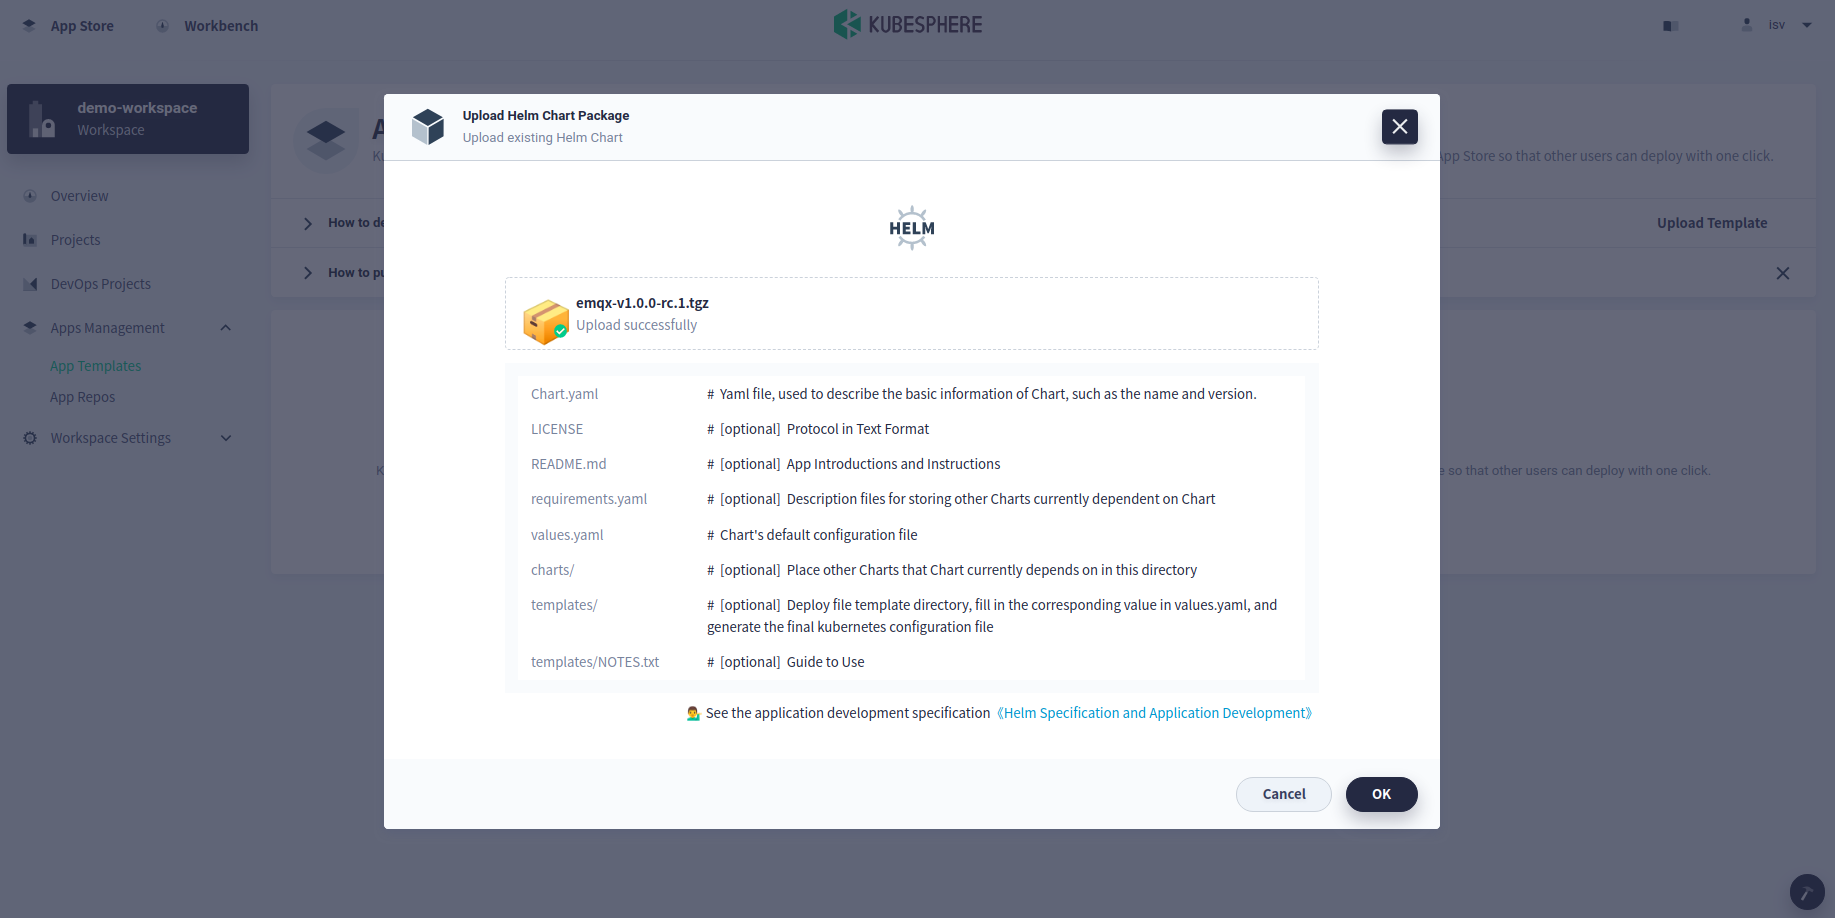 App Store
Workbench
KUBESPHERE
isv
demo-workspace
Workspace
Overview
Projects
DevOps Projects
Apps Management
App Templates
App Repos
Workspace Settings
App Store so that other users can deploy with one click.
How to
Upload Template
How to
so that other users can deploy with one click.
Upload Helm Chart Package
Upload existing Helm Chart
HELM
emqx-v1.0.0-rc.1.tgz
Upload successfully
Chart.yaml # Yaml file, used to describe the basic information of Chart, such as the name and version.
LICENSE # [optional] Protocol in Text Format
README.md # [optional] App Introductions and Instructions
requirements.yaml # [optional] Description files for storing other Charts currently dependent on Chart
values.yaml # Chart's default configuration file
charts/ # [optional] Place other Charts that Chart currently depends on in this directory
templates/ # [optional] Deploy file template directory, fill in the corresponding value in values.yaml, and
generate the final kubernetes configuration file
templates/NOTES.txt # [optional] Guide to Use
See the application development specification 《Helm Specification and Application Development》
Cancel
OK